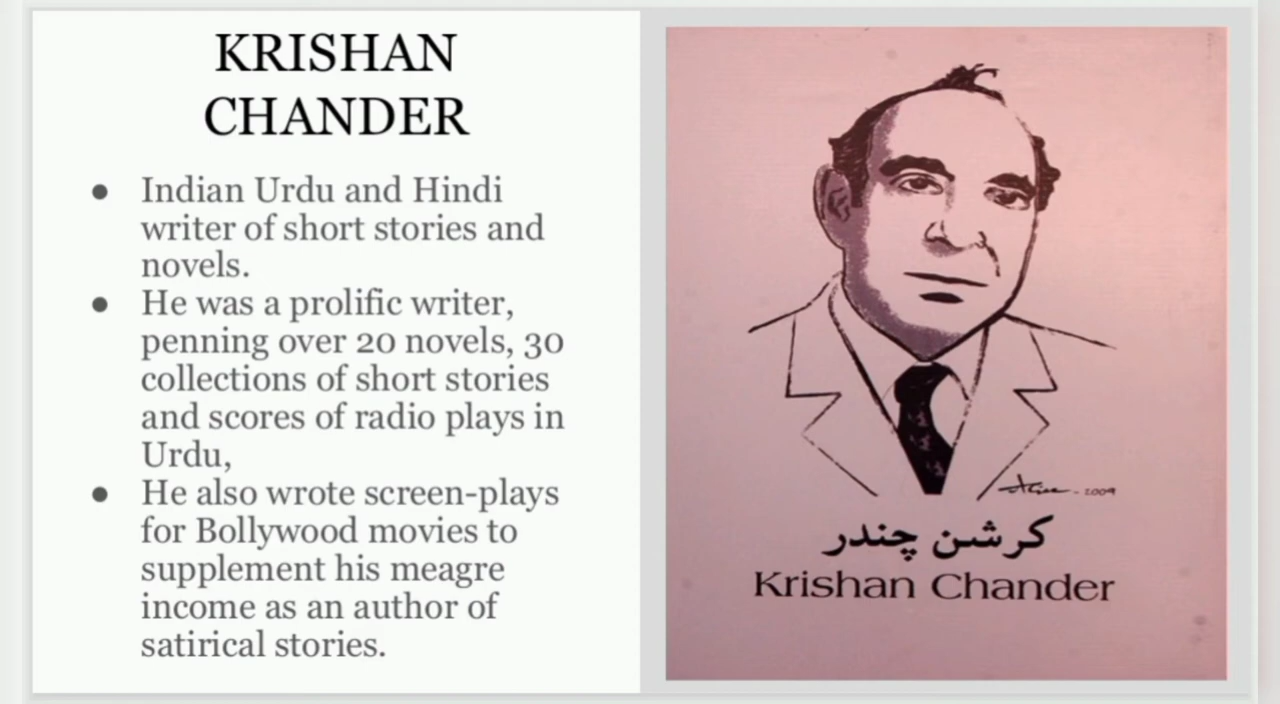 KRISHAN
CHANDER
● Indian Urdu and Hindi
writer of short stories and
novels.
● He was a prolific writer,
penning over 20 novels, 30
collections of short stories
and scores of radio plays in
Urdu,
● He also wrote screen-plays
for Bollywood movies to
supplement his meagre
income as an author of
satirical stories.
- 2009
کرشن چندر
Krishan Chander